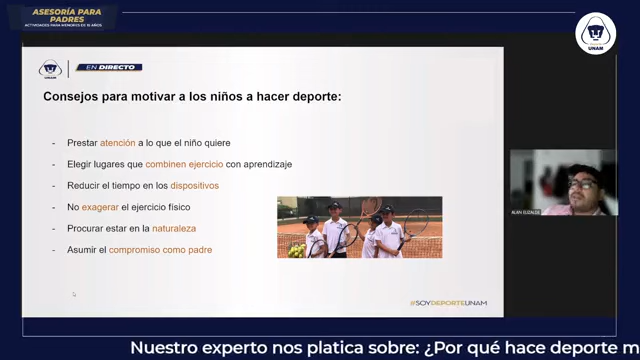 ASESORÍA PARA
PADRES
ACTIVIDADES PARA MENORES DE 15 AÑOS
UNAM
UNAM
EN DIRECTO
Consejos para motivar a los niños a hacer deporte:
- Prestar atención a lo que el niño quiere
- Elegir lugares que combinen ejercicio con aprendizaje
- Reducir el tiempo en los dispositivos
- No exagerar el ejercicio físico
- Procurar estar en la naturaleza
- Asumir el compromiso como padre
#SOYDEPORTEUNAM
Nuestro experto nos platica sobre: ¿Por qué hace deporte m